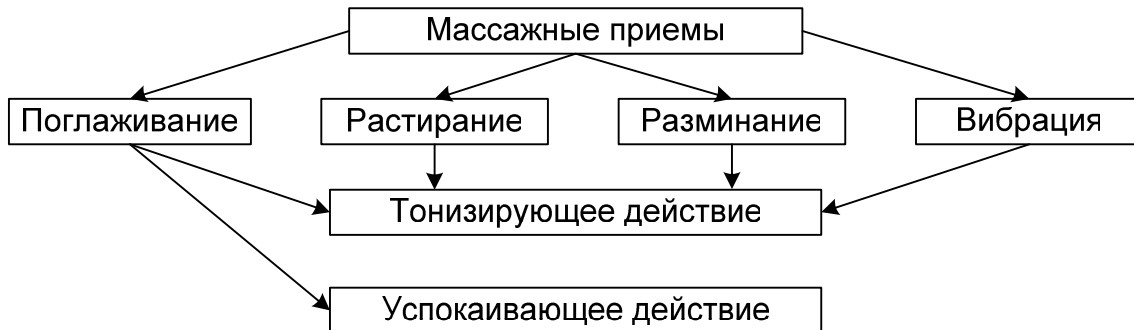 Массажные приемы
Поглаживание
Растирание
Разминание
Вибрация
Тонизирующее действие
Успокаивающее действие